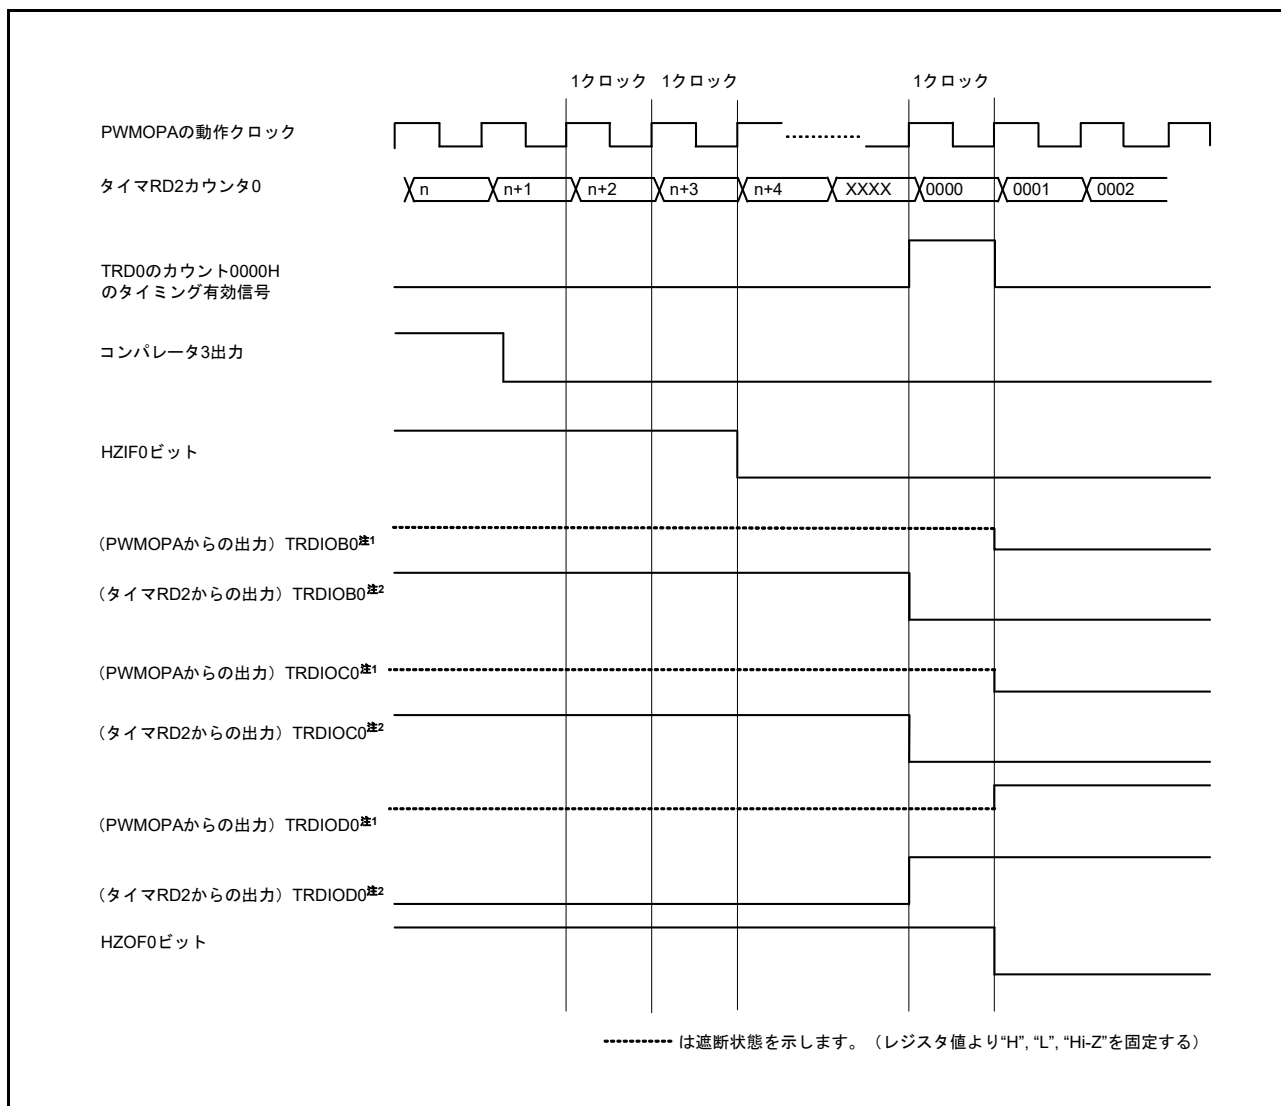 1クロック 1クロック 1クロック
PWMOPAの動作クロック
タイマRD2カウンタ0 n n+1 n+2 n+3 n+4 XXXX 0000 0001 0002
TRD0のカウント0000H
のタイミング有効信号
コンパレータ3出力
HZIF0ビット
（PWMOPAからの出力）TRDIOB0注1
（タイマRD2からの出力）TRDIOB0注2
（PWMOPAからの出力）TRDIOC0注1
（タイマRD2からの出力）TRDIOC0注2
（PWMOPAからの出力）TRDIOD0注1
（タイマRD2からの出力）TRDIOD0注2
HZOF0ビット
は遮断状態を示します。（レジスタ値より“H”, “L”, “Hi-Z”を固定する）